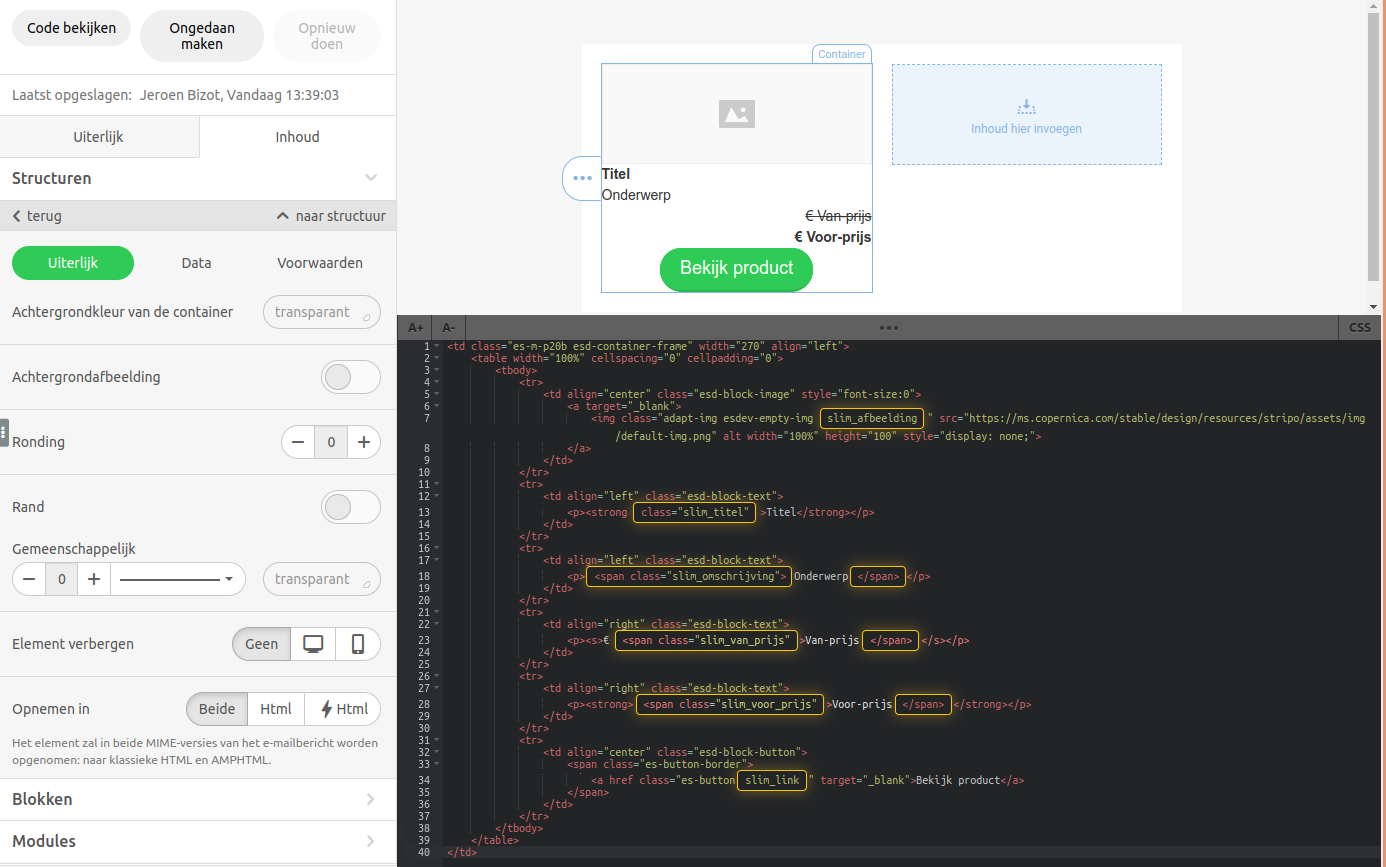 Code bekijken
Ongedaan
maken
Opnieuw
doen
Laatst opgeslagen: Jeroen Bizot, Vandaag 13:39:03
Uiterlijk
Inhoud
Structuren
terug
naar structuur
Uiterlijk
Data
Voorwaarden
Achtergrondkleur van de container
transparant
Achtergrondafbeelding
Ronding
0
Rand
Gemeenschappelijk
0
transparant
Element verbergen
Geen
Opnemen in
Beide
Html
Html
Het element zal in beide MIME-versies van het e-mailbericht worden
opgenomen: naar klassieke HTML en AMPHTML.
Blokken
Modules
Container
Titel
Onderwerp
€ Van-prijs
€ Voor-prijs
Bekijk product
Inhoud hier invoegen
A+
A-
CSS
1 <td class="es-m-p20b esd-container-frame" width="270" align="left">
2 <table width="100%" cellspacing="0" cellpadding="0">
3 <tbody>
4 <tr>
5 <td align="center" class="esd-block-image" style="font-size:0">
6 <a target="_blank">
7 <img class="adapt-img esdev-empty-img slim_afbeelding " src="https://ms.copernica.com/stable/design/resources/stripo/assets/img
/default-img.png" alt width="100%" height="100" style="display: none;">
8 </a>
9 </td>
10 </tr>
11 <tr>
12 <td align="left" class="esd-block-text">
13 <p><strong class="slim_titel" >Titel</strong></p>
14 </td>
15 </tr>
16 <tr>
17 <td align="left" class="esd-block-text">
18 <p> <span class="slim_omschrijving"> Onderwerp </span> </p>
19 </td>
20 </tr>
21 <tr>
22 <td align="right" class="esd-block-text">
23 <p><s>€ <span class="slim_van_prijs" >Van-prijs </span> </s></p>
24 </td>
25 </tr>
26 <tr>
27 <td align="right" class="esd-block-text">
28 <p><strong> <span class="slim_voor_prijs" >Voor-prijs </span> </strong></p>
29 </td>
30 </tr>
31 <tr>
32 <td align="center" class="esd-block-button">
33 <span class="es-button-border">
34 <a href class="es-button slim_link " target="_blank">Bekijk product</a>
35 </span>
36 </td>
37 </tr>
38 </tbody>
39 </table>
40 </td>